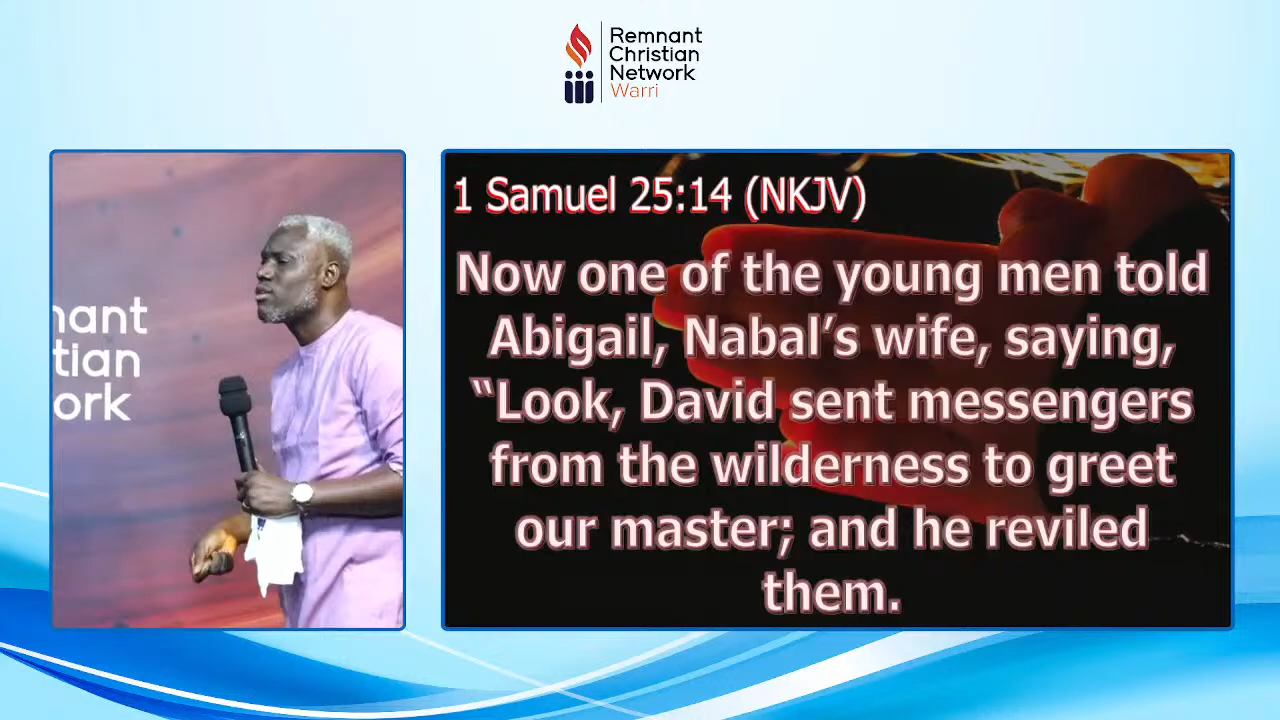 Remnant
Christian
Network
Warri
nant
tian
ork
1 Samuel 25:14 (NKJV)
Now one of the young men told
Abigail, Nabal’s wife, saying,
“Look, David sent messengers
from the wilderness to greet
our master; and he reviled
them.